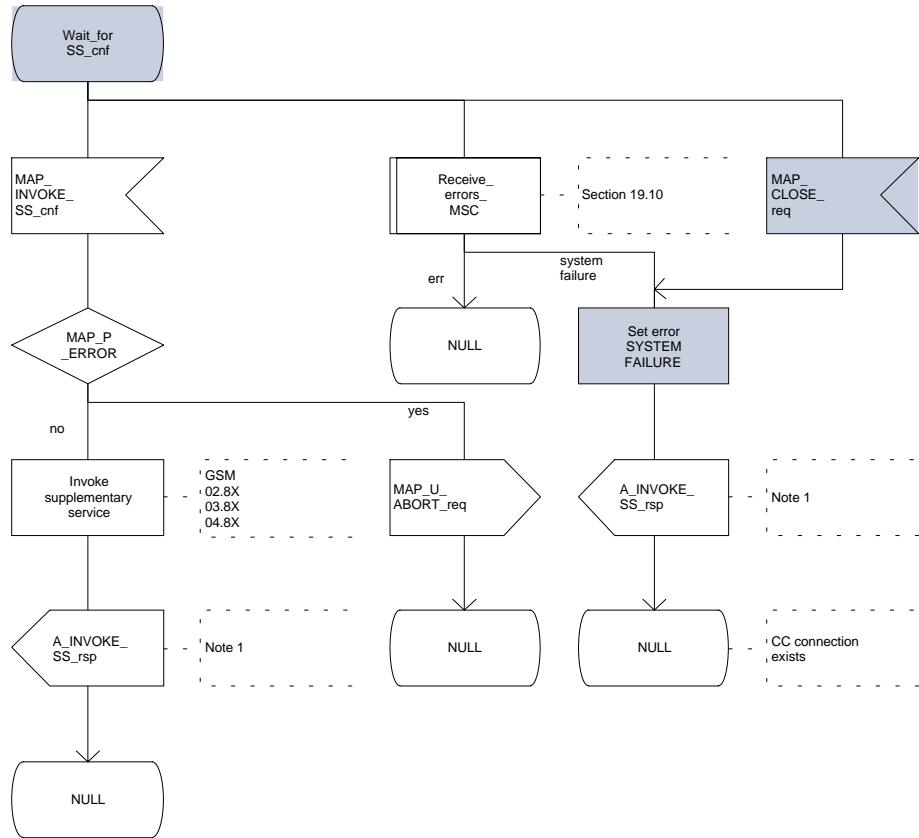 Wait_for
SS_cnf
MAP_
INVOKE_
SS_cnf
Receive_
errors_
MSC
Section 19.10
MAP_
CLOSE_
req
err
system
failure
MAP_P
_ERROR
NULL
Set error
SYSTEM
FAILURE
no
yes
Invoke
supplementary
service
GSM
02.8X
03.8X
04.8X
MAP_U_
ABORT_req
A_INVOKE_
SS_rsp
Note 1
A_INVOKE_
SS_rsp
Note 1
NULL
NULL
CC connection
exists
NULL